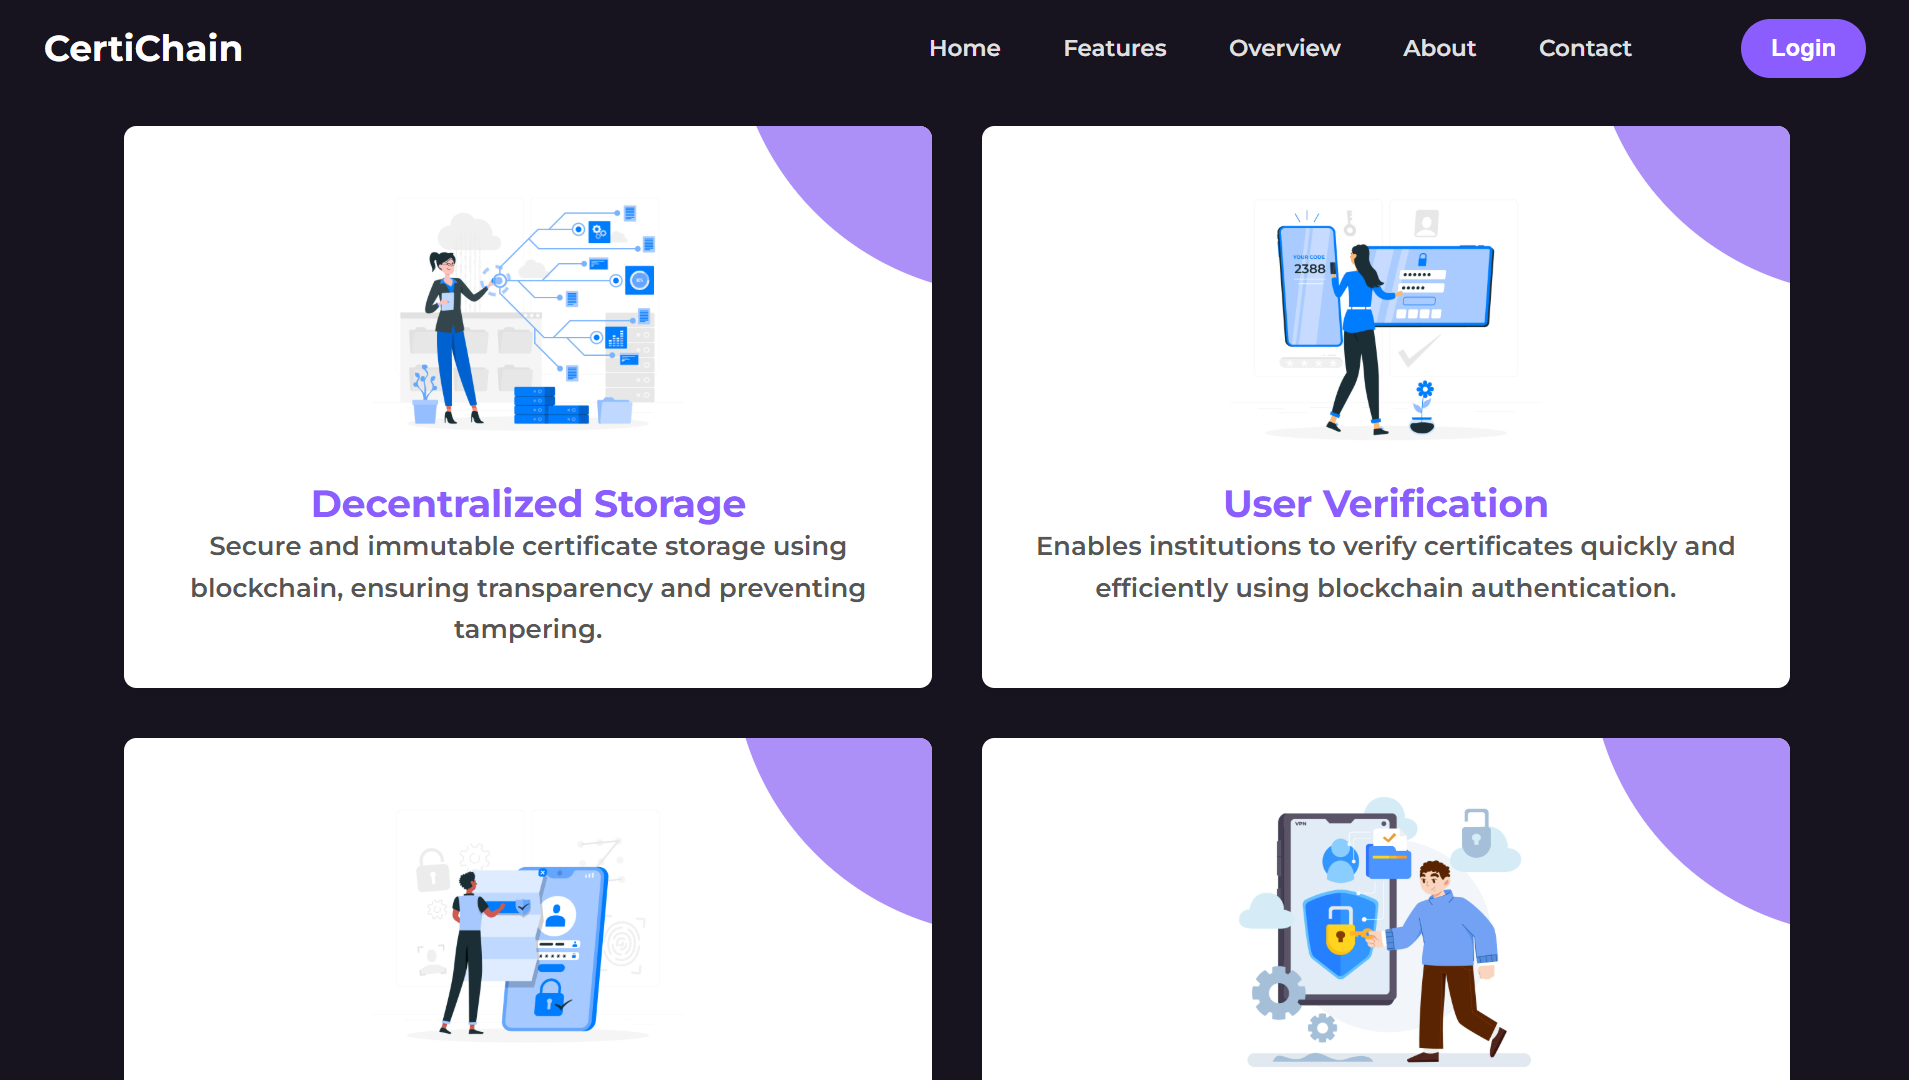 CertiChain
Home Features Overview About Contact Login
YOUR CODE
2388
Decentralized Storage
Secure and immutable certificate storage using
blockchain, ensuring transparency and preventing
tampering.
User Verification
Enables institutions to verify certificates quickly and
efficiently using blockchain authentication.
VPN